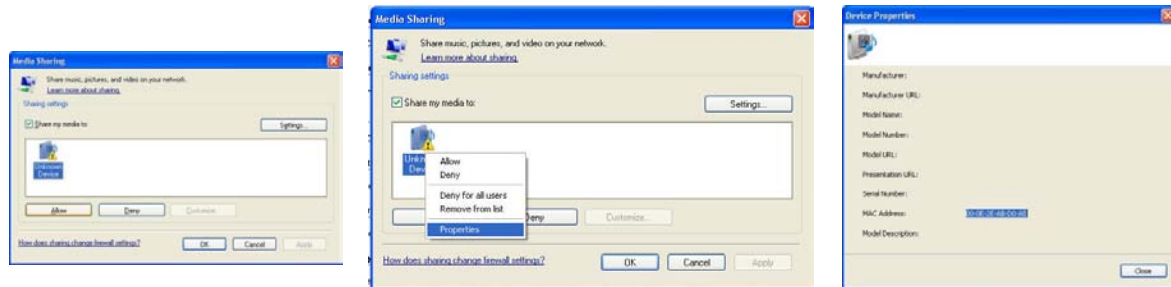 Media Sharing
Share music, pictures, and video on your network.
Learn more about sharing.
Sharing settings
Share my media to:
Settings...
Unknown
Device
Allow
Deny
Customize...
How does sharing change firewall settings?
OK
Cancel
Apply
Media Sharing
Share music, pictures, and video on your network.
Learn more about sharing.
Sharing settings
Share my media to:
Settings...
Allow
Deny
Deny for all users
Remove from list
Properties
Deny
Customize...
How does sharing change firewall settings?
OK
Cancel
Apply
Device Properties
Manufacturer:
Manufacturer URL:
Model Name:
Model Number:
Model URL:
Presentation URL:
Serial Number:
MAC Address:
Model Description:
Close